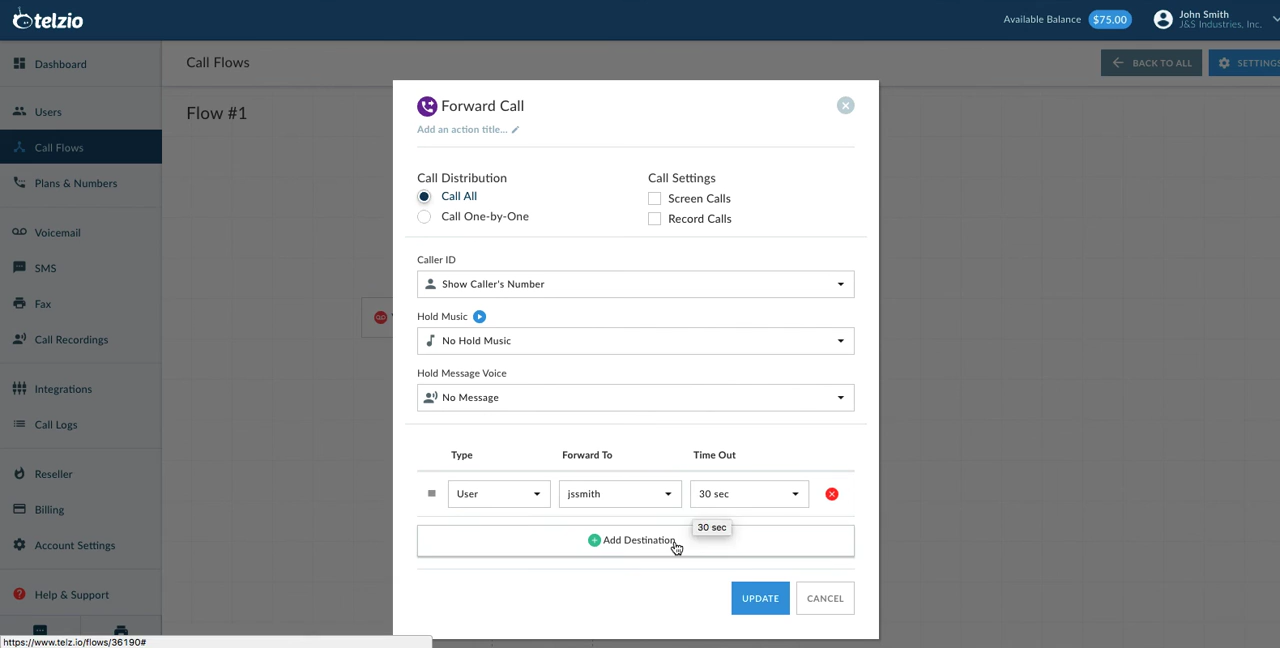 telzio
Available Balance $75.00
John Smith
J&S Industries, Inc.
Dashboard
Users
Call Flows
Plans & Numbers
Voicemail
SMS
Fax
Call Recordings
Integrations
Call Logs
Reseller
Billing
Account Settings
Help & Support
https://www.telz.io/flows/36190#
Call Flows
BACK TO ALL
SETTINGS
Flow #1
Forward Call
Add an action title...
Call Distribution
Call All
Call One-by-One
Call Settings
Screen Calls
Record Calls
Caller ID
Show Caller's Number
Hold Music
No Hold Music
Hold Message Voice
No Message
Type Forward To Time Out
User jssmith 30 sec
30 sec
Add Destination
UPDATE CANCEL